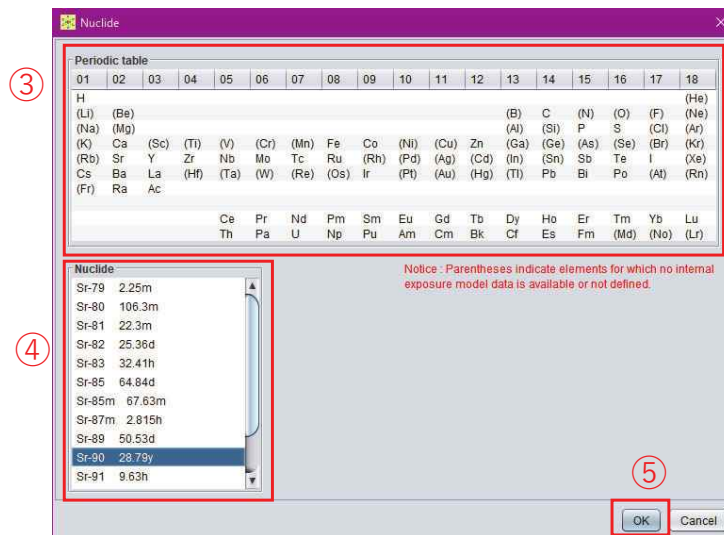 Nuclide
③
Periodic table
01 02 03 04 05 06 07 08 09 10 11 12 13 14 15 16 17 18
H (He)
(Li) (Be) (B) C (N) (O) (F) (Ne)
(Na) (Mg) (Al) (Si) P S (Cl) (Ar)
(K) Ca (Sc) (Ti) (V) (Cr) (Mn) Fe Co (Ni) (Cu) Zn (Ga) (Ge) (As) (Se) (Br) (Kr)
(Rb) Sr Y Zr Nb Mo Tc Ru (Rh) (Pd) (Ag) (Cd) (In) (Sn) Sb Te I (Xe)
Cs Ba La (Hf) (Ta) (W) (Re) (Os) Ir (Pt) (Au) (Hg) (Tl) Pb Bi Po (At) (Rn)
(Fr) Ra Ac
Ce Pr Nd Pm Sm Eu Gd Tb Dy Ho Er Tm Yb Lu
Th Pa U Np Pu Am Cm Bk Cf Es Fm (Md) (No) (Lr)
④
Nuclide
Sr-79 2.25m
Sr-80 106.3m
Sr-81 22.3m
Sr-82 25.36d
Sr-83 32.41h
Sr-85 64.84d
Sr-85m 67.63m
Sr-87m 2.815h
Sr-89 50.53d
Sr-90 28.79y
Sr-91 9.63h
Notice : Parentheses indicate elements for which no internal
exposure model data is available or not defined.
⑤
OK Cancel